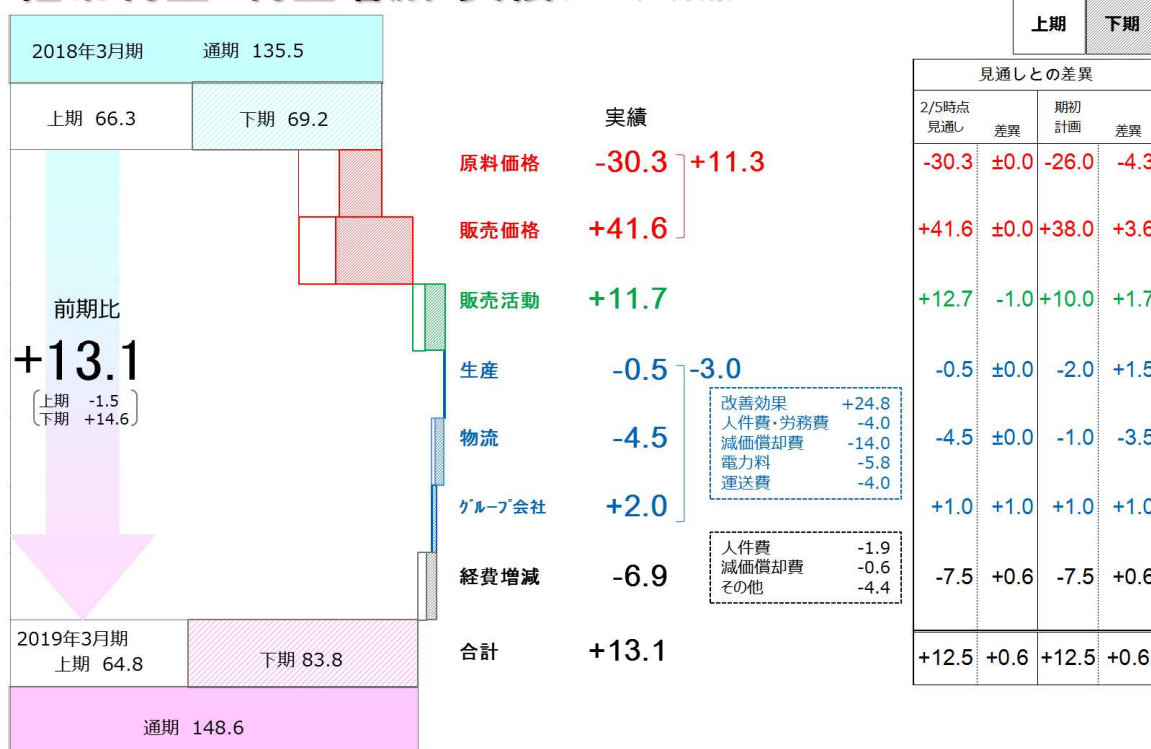 上期 下期
2018年3月期 通期 135.5
上期 66.3 下期 69.2
見通しとの差異
2/5時点 見通し 差異 期初 計画 差異
実績
原料価格 -30.3 +11.3 -30.3 ±0.0 -26.0 -4.3
販売価格 +41.6 +41.6 ±0.0 +38.0 +3.6
販売活動 +11.7 +12.7 -1.0 +10.0 +1.7
前期比
+13.1
上期 -1.5
下期 +14.6
生産 -0.5 -3.0 -0.5 ±0.0 -2.0 +1.5
改善効果 +24.8
人件費・労務費 -4.0
減価償却費 -14.0
電力料 -5.8
運送費 -4.0
物流 -4.5 -4.5 ±0.0 -1.0 -3.5
グループ会社 +2.0 +1.0 +1.0 +1.0 +1.0
人件費 -1.9
減価償却費 -0.6
その他 -4.4
経費増減 -6.9 -7.5 +0.6 -7.5 +0.6
2019年3月期
上期 64.8 下期 83.8
合計 +13.1 +12.5 +0.6 +12.5 +0.6
通期 148.6